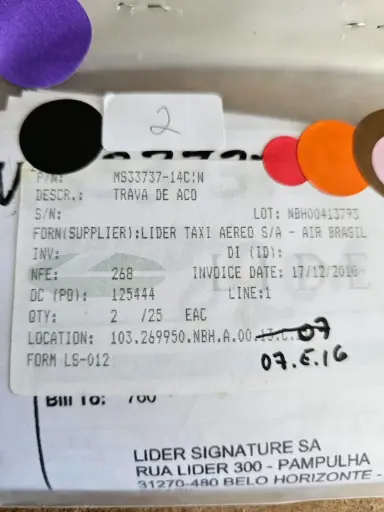 2
P/N: MS33737-14CIN
DESCR.: TRAVA DE ACO
S/N: LOT: NBH00413793
FORN(SUPPLIER):LIDER TAXI AEREO S/A - AIR BRASIL
INV: DI (ID):
NFE: 268 INVOICE DATE: 17/12/2016
DC (PO): 125444 LINE:1
QTY: 2 /25 EAC
LOCATION: 103.269950.NBH.A.00.13.C. 07
FORM LS-012 07.E.16
Bill To: 760
LIDER SIGNATURE SA
RUA LIDER 300 - PAMPULHA
31270-480 BELO HORIZONTE -